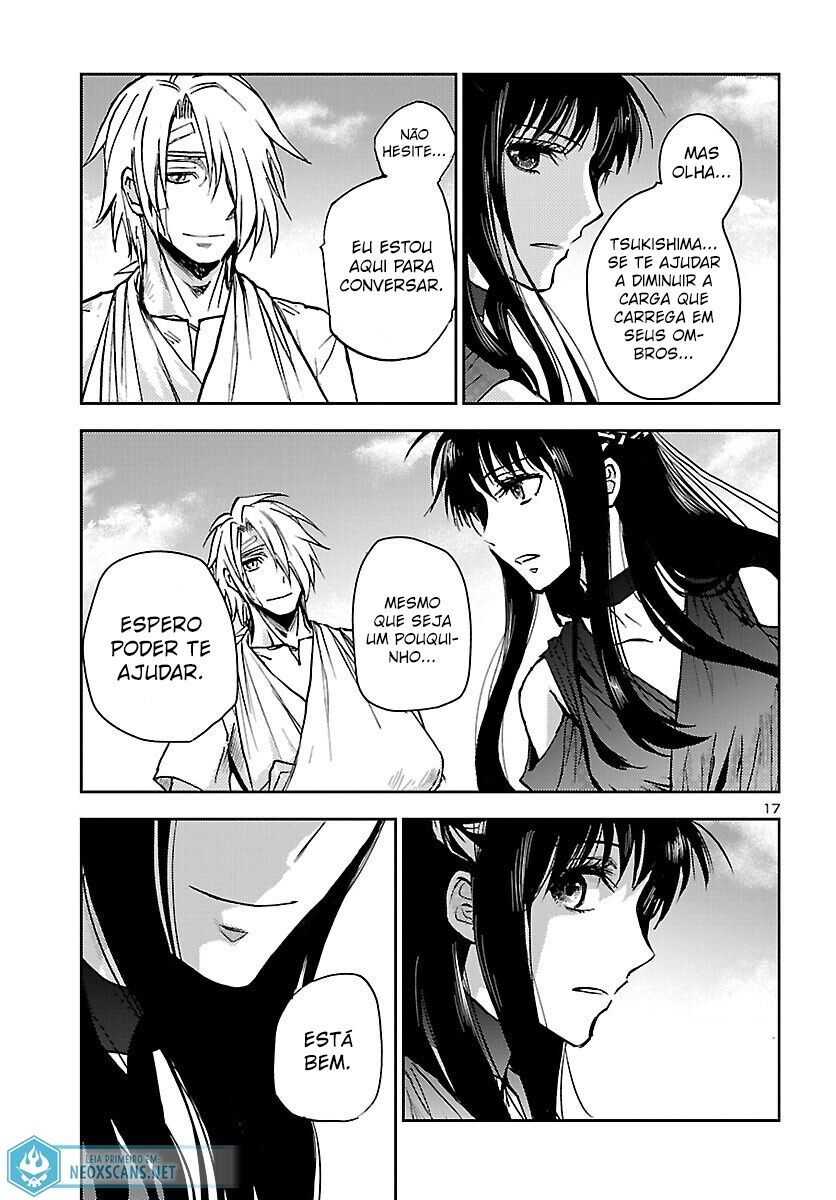 MAS
OLHA...
TSUKISHIMA...
SE TE AJUDAR
A DIMINUIR A
CARGA QUE
CARREGA EM
SEUS OM-
BROS...
NÃO
HESITE...
EU ESTOU
AQUI PARA
CONVERSAR.
MESMO
QUE SEJA
UM POUQUI-
NHO...
ESPERO
PODER TE
AJUDAR.
17
ESTÁ
BEM.
LEIA PRIMEIRO EM:
NEOXSCANS.NET